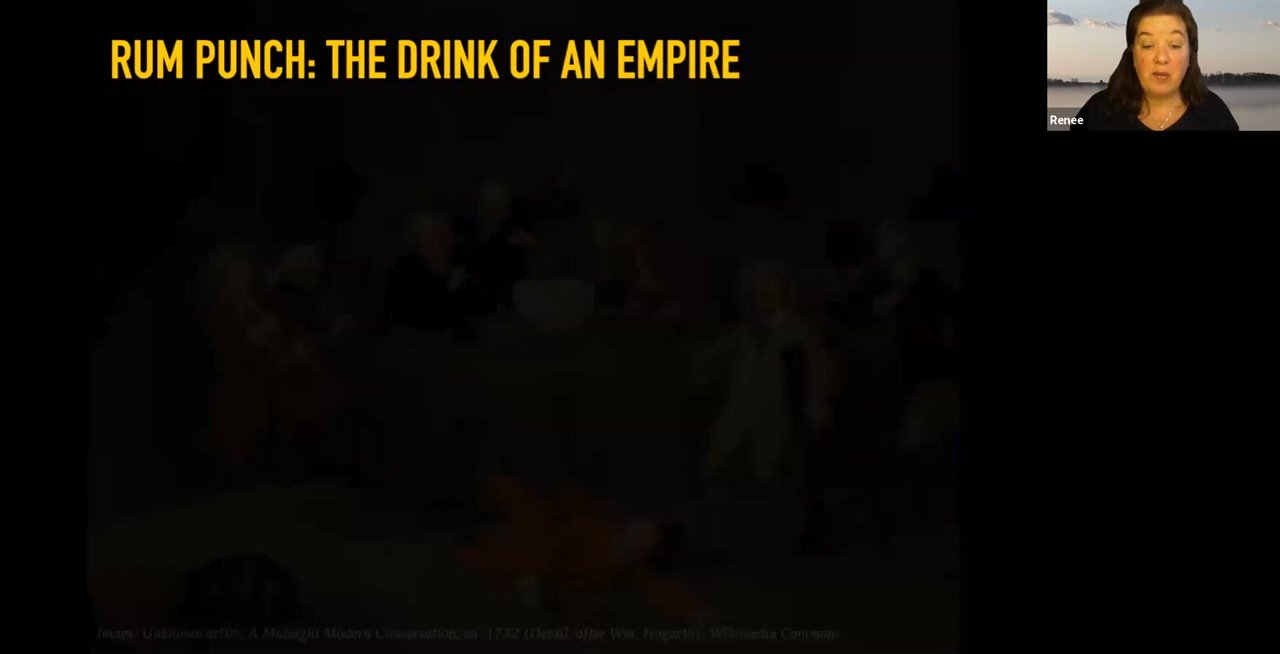 RUM PUNCH: THE DRINK OF AN EMPIRE
Renee
Image: Unknown artist, A Midnight Modern Conversation, ca. 1732 (Detail, after Wm. Hogarth), Wikimedia Commons